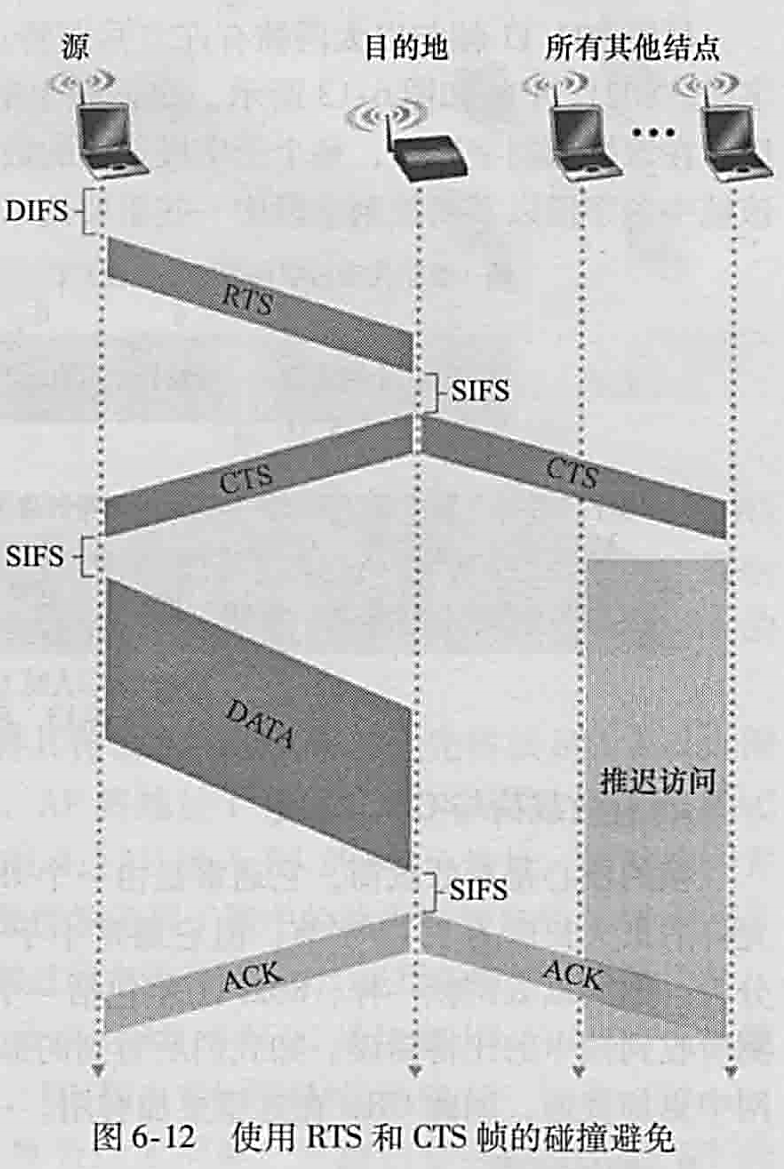 源 目的地 所有其他结点
DIFS
RTS
SIFS
CTS CTS
SIFS
DATA
推迟访问
SIFS
ACK ACK
图 6-12 使用 RTS 和 CTS 帧的碰撞避免